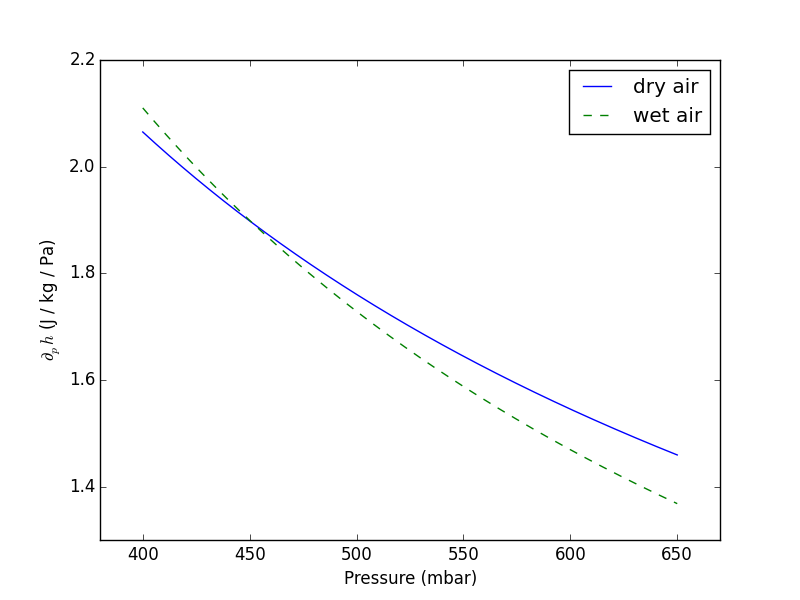 2.2
2.0
1.8
1.6
1.4
dry air
wet air
∂ₚh (J / kg / Pa)
400 450 500 550 600 650
Pressure (mbar)